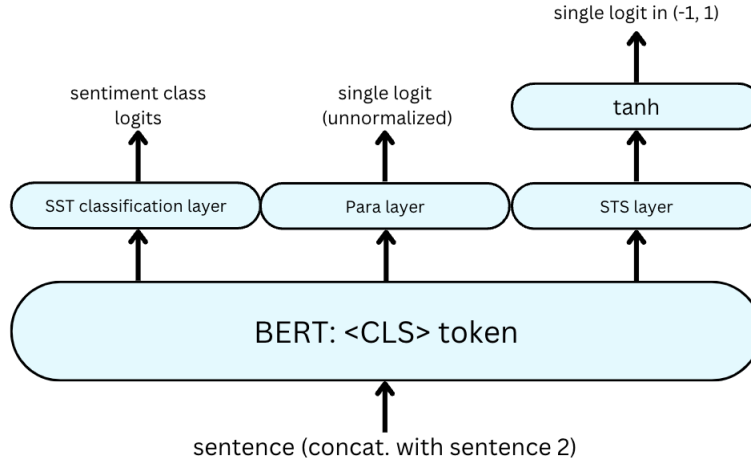 single logit in (-1, 1)
tanh
sentiment class
logits
single logit
(unnormalized)
SST classification layer
Para layer
STS layer
BERT: <CLS> token
sentence (concat. with sentence 2)